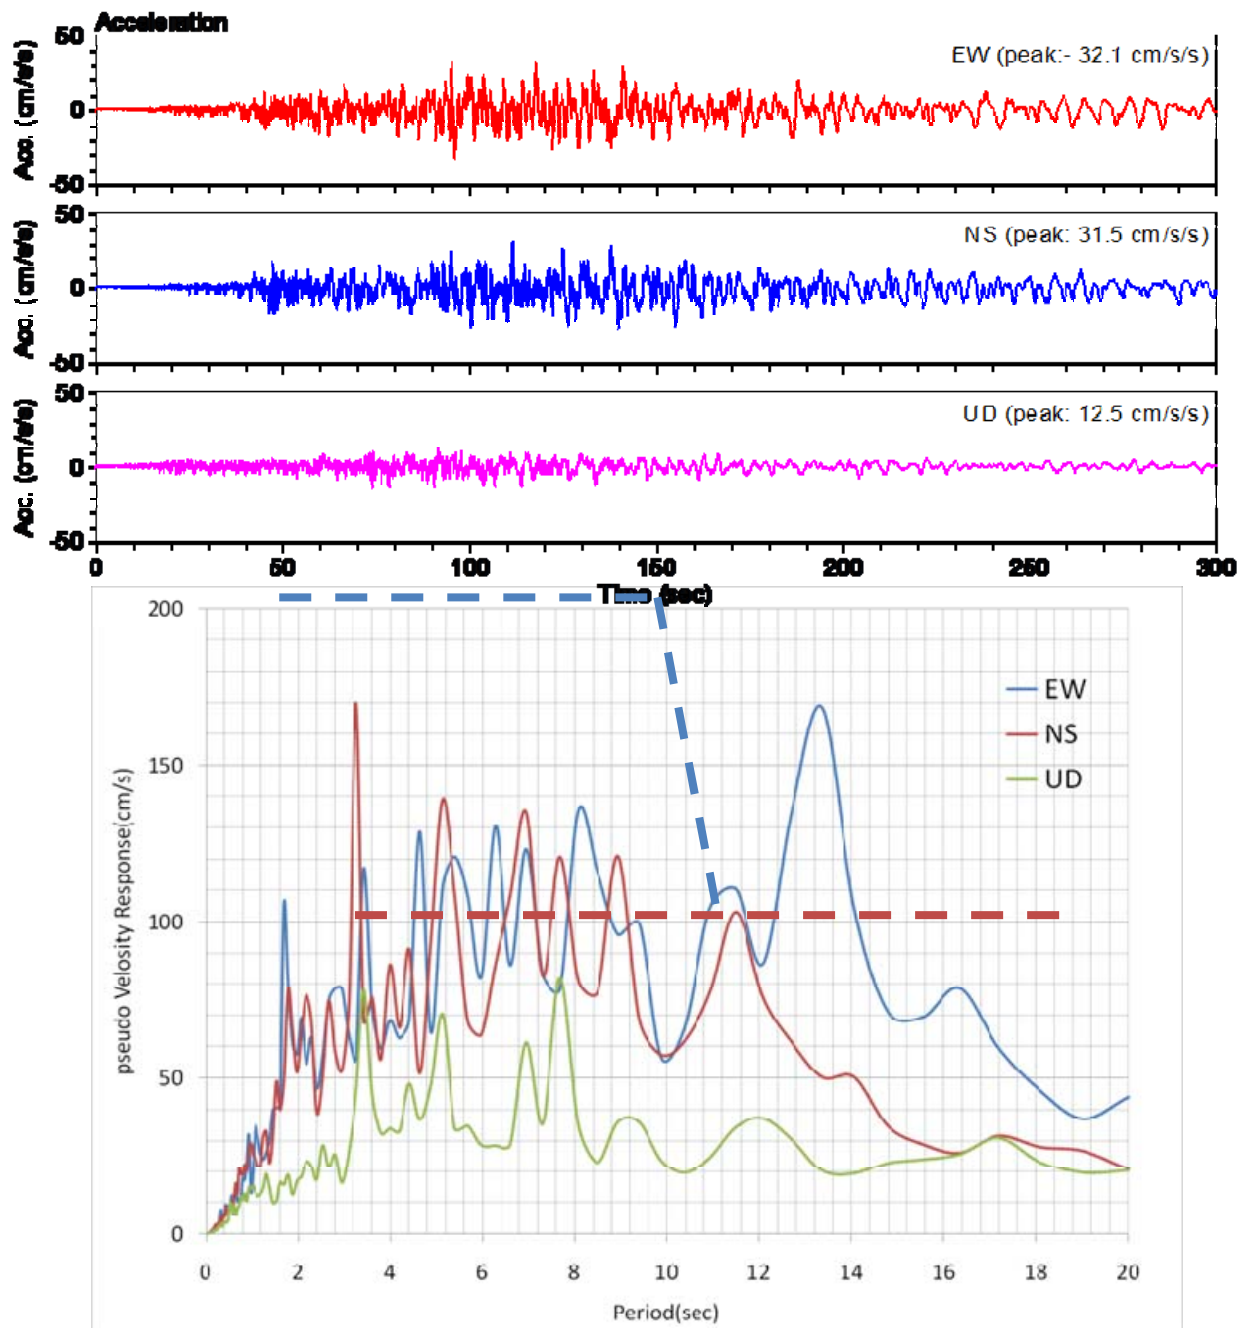 Acceleration
50
EW (peak:- 32.1 cm/s/s)
Acc. (cm/s/s)
0
-50
50
NS (peak: 31.5 cm/s/s)
Acc. (cm/s/s)
0
-50
50
UD (peak: 12.5 cm/s/s)
Acc. (cm/s/s)
0
-50
0 50 100 150 200 250 300
Time (sec)
200
EW
NS
150
UD
pseudo Velocity Response(cm/s)
100
50
0
0 2 4 6 8 10 12 14 16 18 20
Period(sec)